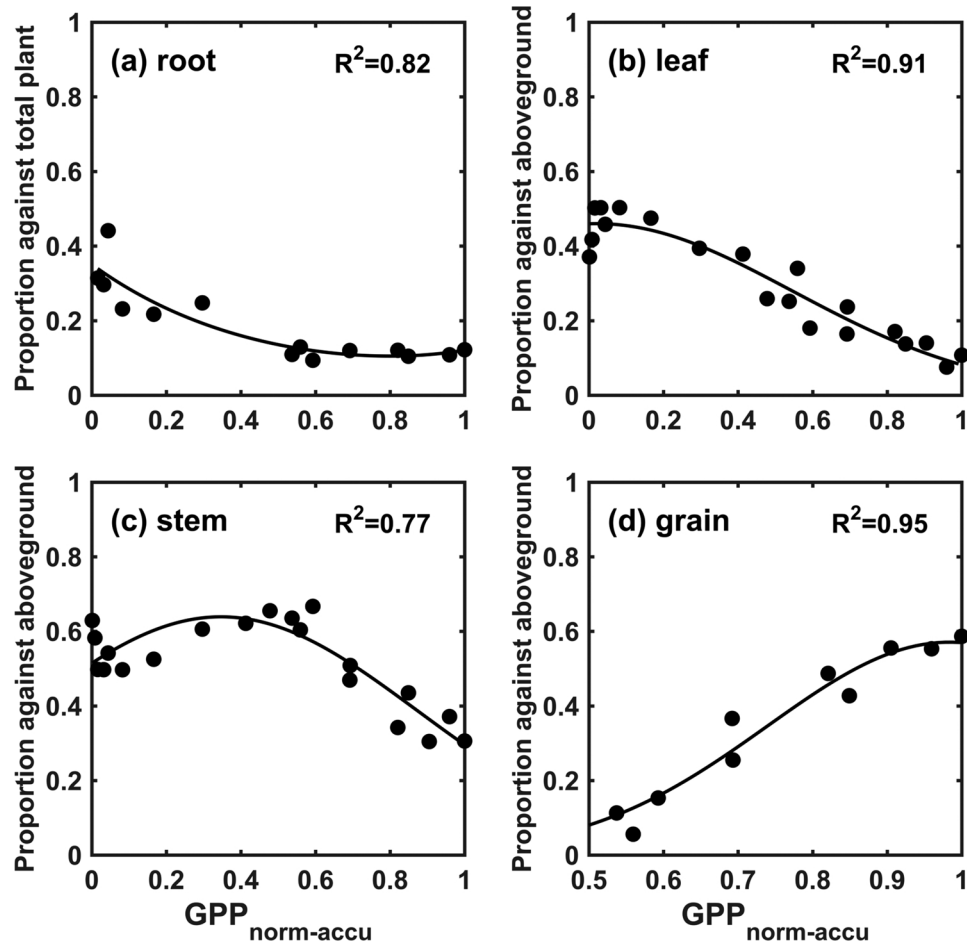 (a) root
R²=0.82
Proportion against total plant
1
0.8
0.6
0.4
0.2
0
0 0.2 0.4 0.6 0.8 1
(b) leaf
R²=0.91
Proportion against aboveground
1
0.8
0.6
0.4
0.2
0
0 0.2 0.4 0.6 0.8 1
(c) stem
R²=0.77
Proportion against aboveground
1
0.8
0.6
0.4
0.2
0
0 0.2 0.4 0.6 0.8 1
GPP norm-accu
(d) grain
R²=0.95
Proportion against aboveground
1
0.8
0.6
0.4
0.2
0
0.5 0.6 0.7 0.8 0.9 1
GPP norm-accu